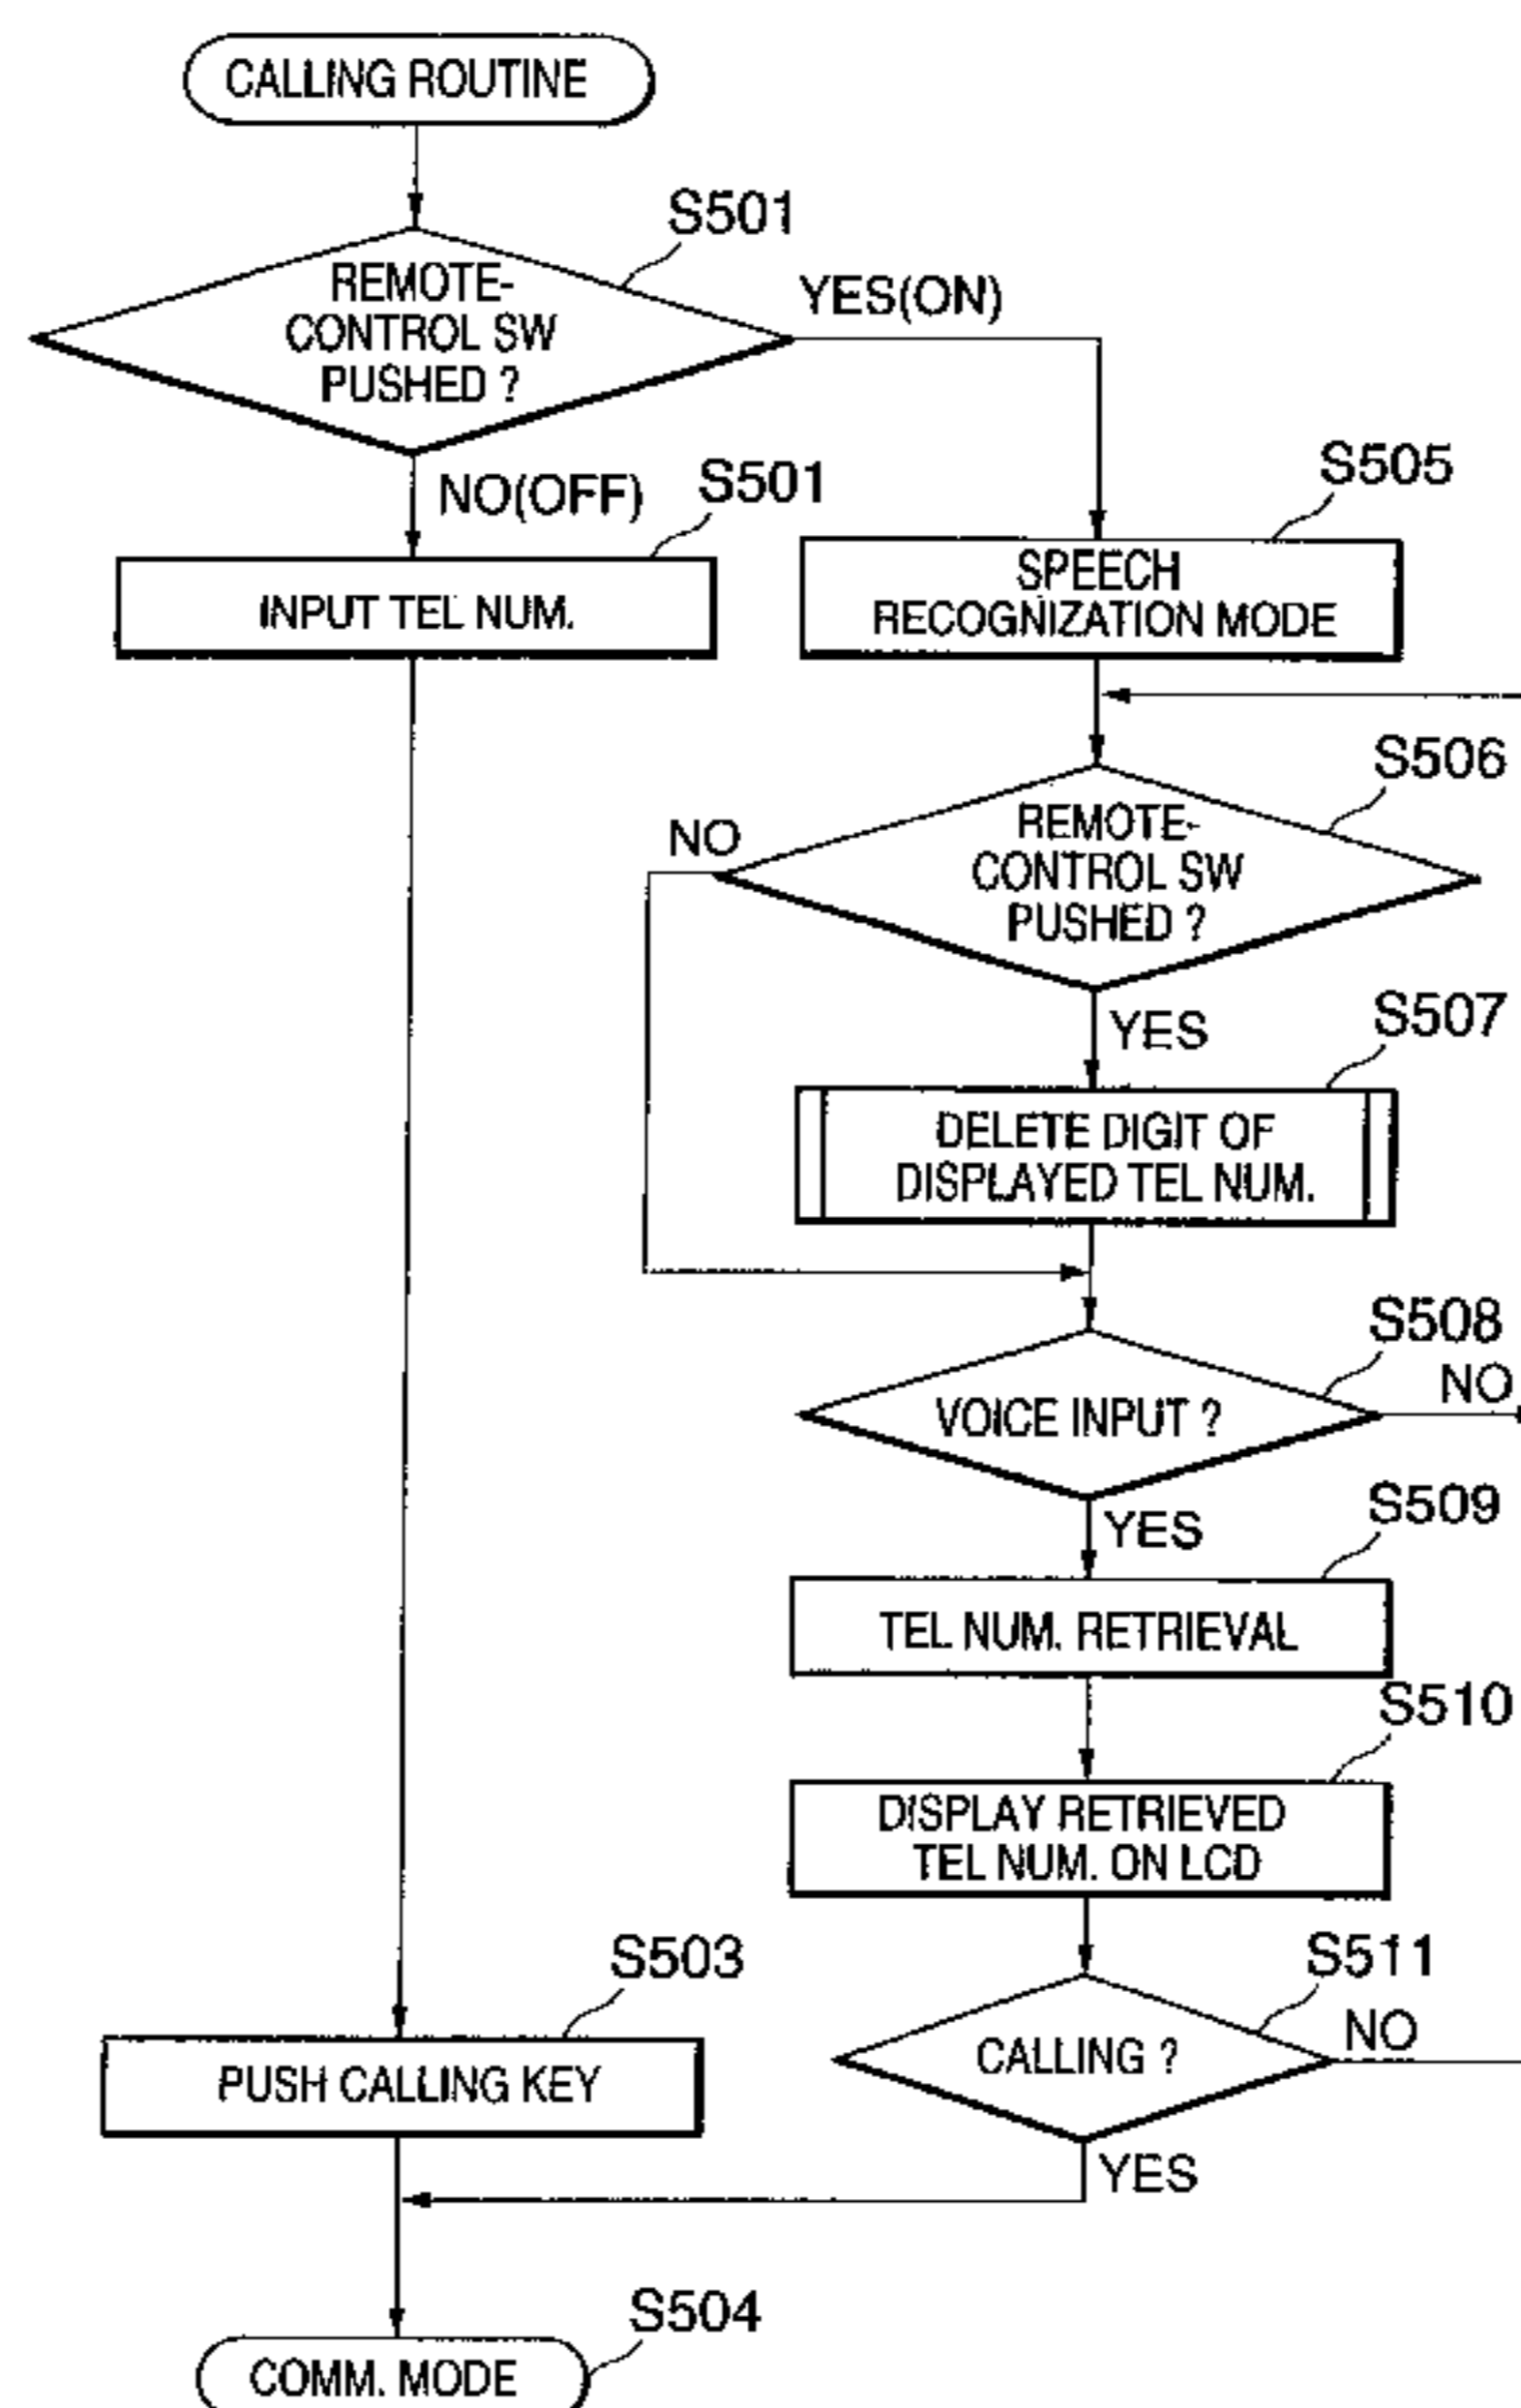 CALLING ROUTINE
S501
REMOTE-
CONTROL SW
PUSHED ?
YES(ON)
NO(OFF)
S501
INPUT TEL NUM.
S505
SPEECH
RECOGNIZATION MODE
S506
REMOTE-
CONTROL SW
PUSHED ?
NO
YES
S507
DELETE DIGIT OF
DISPLAYED TEL NUM.
S508
VOICE INPUT ?
NO
YES
S509
TEL NUM. RETRIEVAL
S510
DISPLAY RETRIEVED
TEL NUM. ON LCD
S511
CALLING ?
NO
YES
S503
PUSH CALLING KEY
S504
COMM. MODE